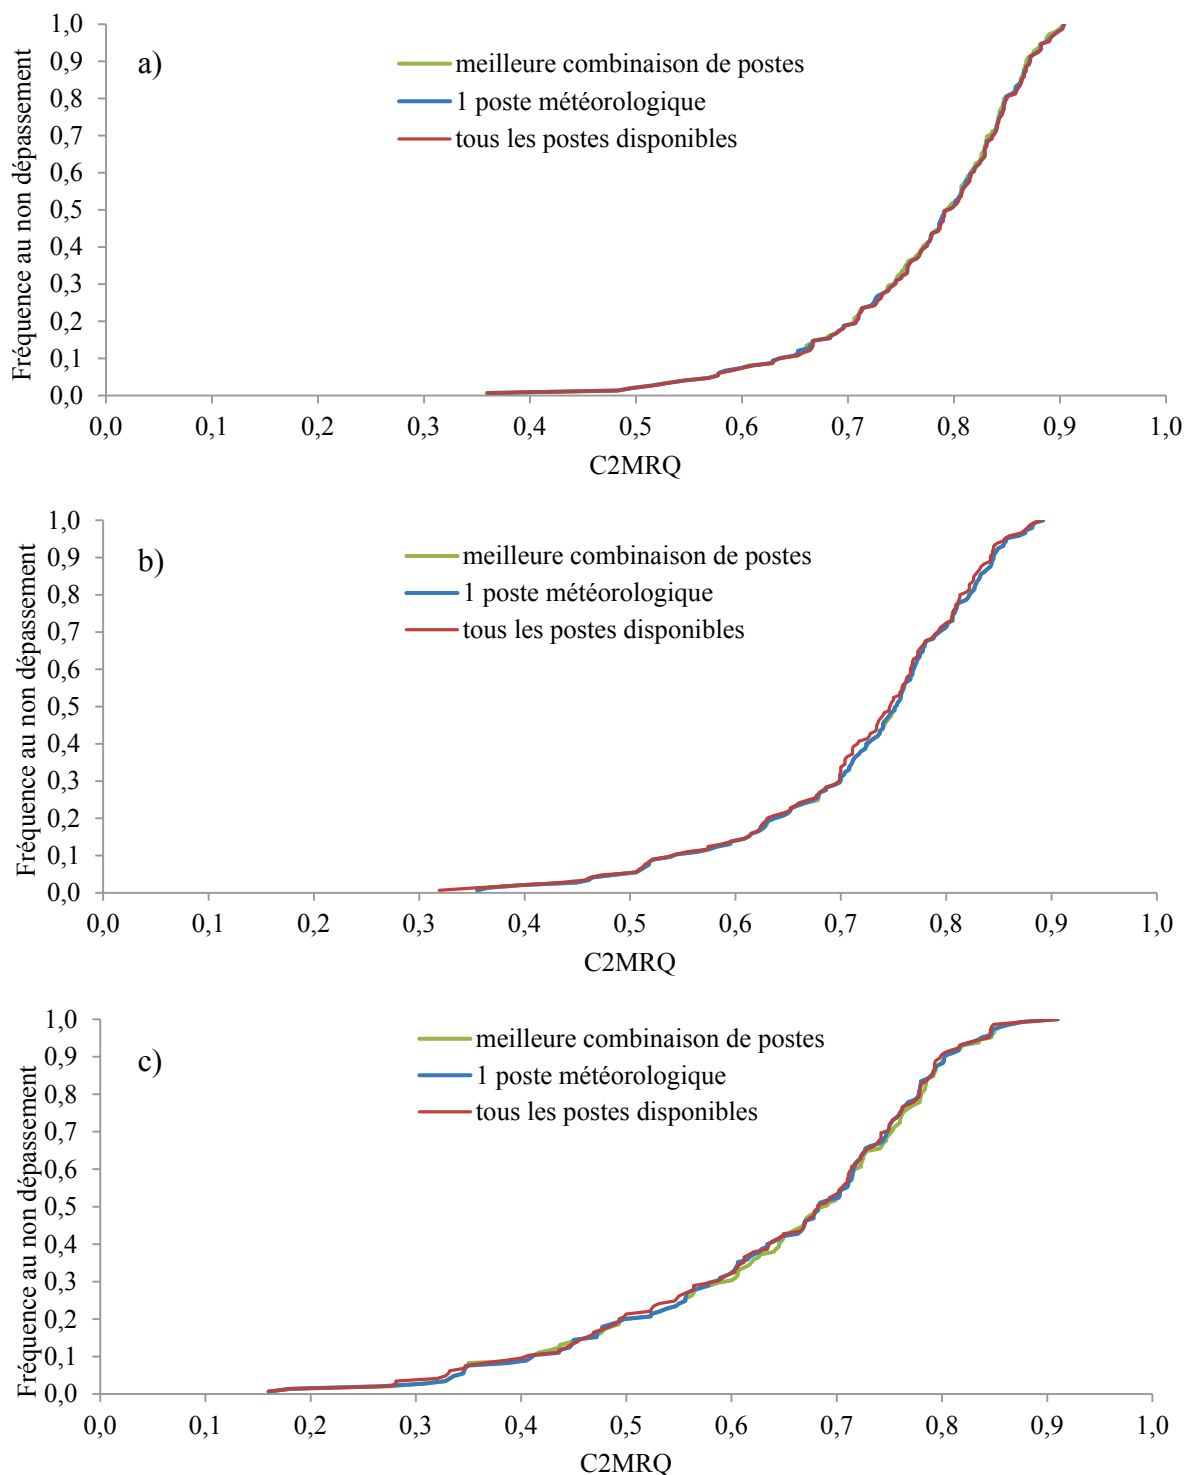 Fréquence au non dépassement
1,0
0,9
0,8
0,7
0,6
0,5
0,4
0,3
0,2
0,1
0,0
a)
meilleure combinaison de postes
1 poste météorologique
tous les postes disponibles
0,0 0,1 0,2 0,3 0,4 0,5 0,6 0,7 0,8 0,9 1,0
C2MRQ
Fréquence au non dépassement
1,0
0,9
0,8
0,7
0,6
0,5
0,4
0,3
0,2
0,1
0,0
b)
meilleure combinaison de postes
1 poste météorologique
tous les postes disponibles
0,0 0,1 0,2 0,3 0,4 0,5 0,6 0,7 0,8 0,9 1,0
C2MRQ
Fréquence au non dépassement
1,0
0,9
0,8
0,7
0,6
0,5
0,4
0,3
0,2
0,1
0,0
c)
meilleure combinaison de postes
1 poste météorologique
tous les postes disponibles
0,0 0,1 0,2 0,3 0,4 0,5 0,6 0,7 0,8 0,9 1,0
C2MRQ